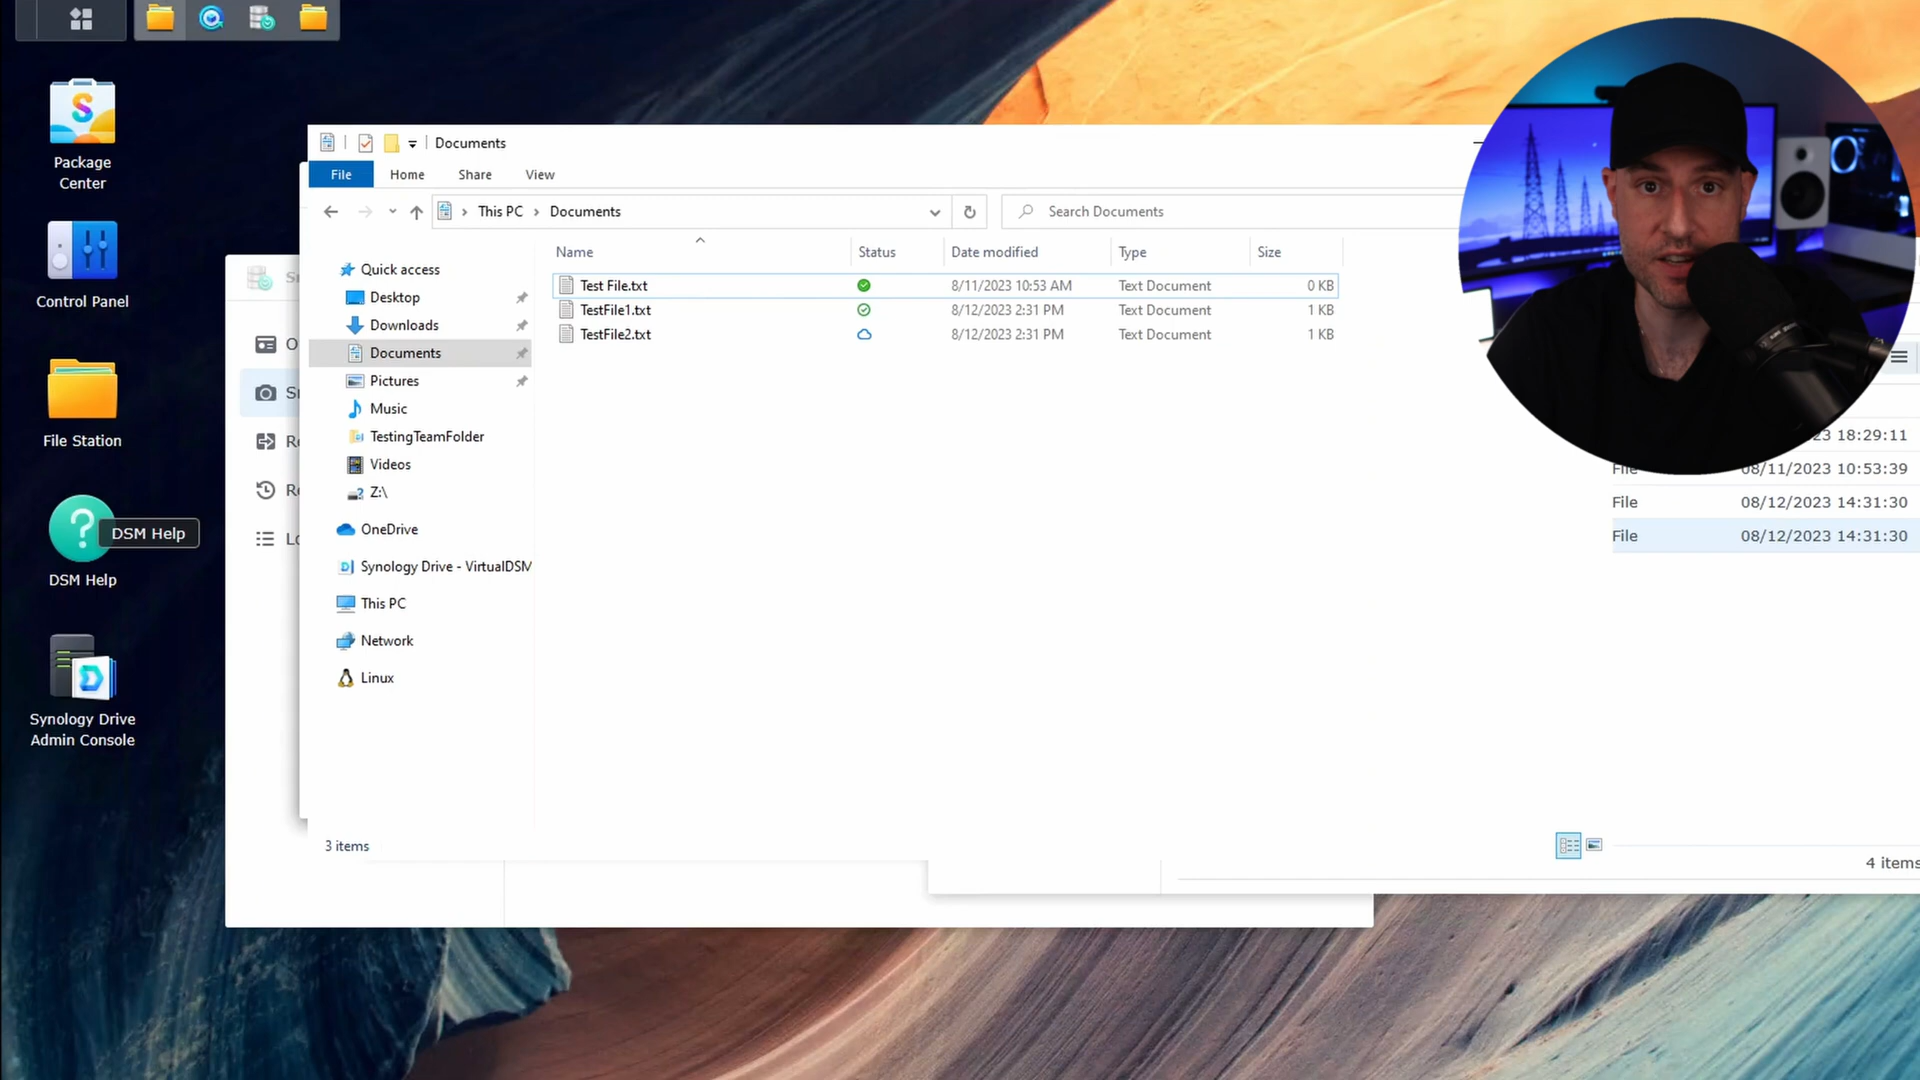 Package
Center
Control Panel
File Station
DSM Help
DSM Help
Synology Drive
Admin Console
Documents
File Home Share View
This PC Documents
Search Documents
Name Status Date modified Type Size
Test File.txt 8/11/2023 10:53 AM Text Document 0 KB
TestFile1.txt 8/12/2023 2:31 PM Text Document 1 KB
TestFile2.txt 8/12/2023 2:31 PM Text Document 1 KB
Quick access
Desktop
Downloads
Documents
Pictures
Music
TestingTeamFolder
Videos
Z:\
OneDrive
Synology Drive - VirtualDSM
This PC
Network
Linux
3 items
18:29:11
File 08/11/2023 10:53:39
File 08/12/2023 14:31:30
File 08/12/2023 14:31:30
4 items